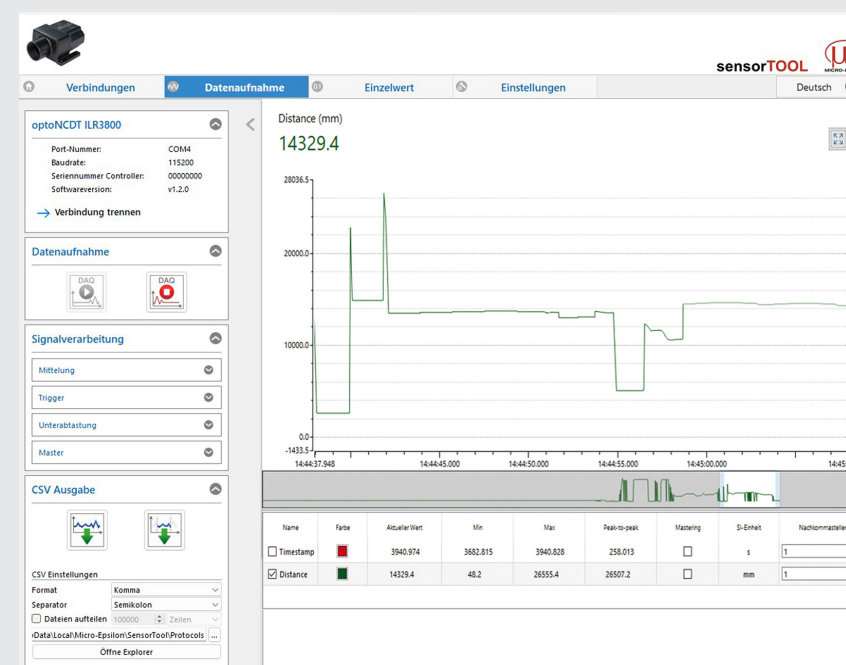 sensorTOOL
Verbindungen
Datenaufnahme
Einzelwert
Einstellungen
Deutsch
optoNCDT ILR3800
Port-Nummer: COM4
Baudrate: 115200
Seriennummer Controller: 00000000
Softwareversion: v1.2.0
Verbindung trennen
Datenaufnahme
DAQ
DAQ
Signalverarbeitung
Mittelung
Trigger
Unterabtastung
Master
CSV Ausgabe
CSV Einstellungen
Format Komma
Separator Semikolon
Dateien aufteilen 100000 Zeilen
Data\Local\Micro-Epsilon\SensorTool\Protocols ...
Öffne Explorer
Distance (mm)
14329.4
28036.5
20000.0
10000.0
0.0
-1433.5
14:44:37.948 14:44:45.000 14:44:50.000 14:44:55.000 14:45:00.000 14:45
Name Farbe Aktueller Wert Min Max Peak-to-peak Mastering SI-Einheit Nachkommastellen
Timestamp 3940.974 3682.815 3940.828 258.013 s 1
Distance 14329.4 48.2 26555.4 26507.2 mm 1